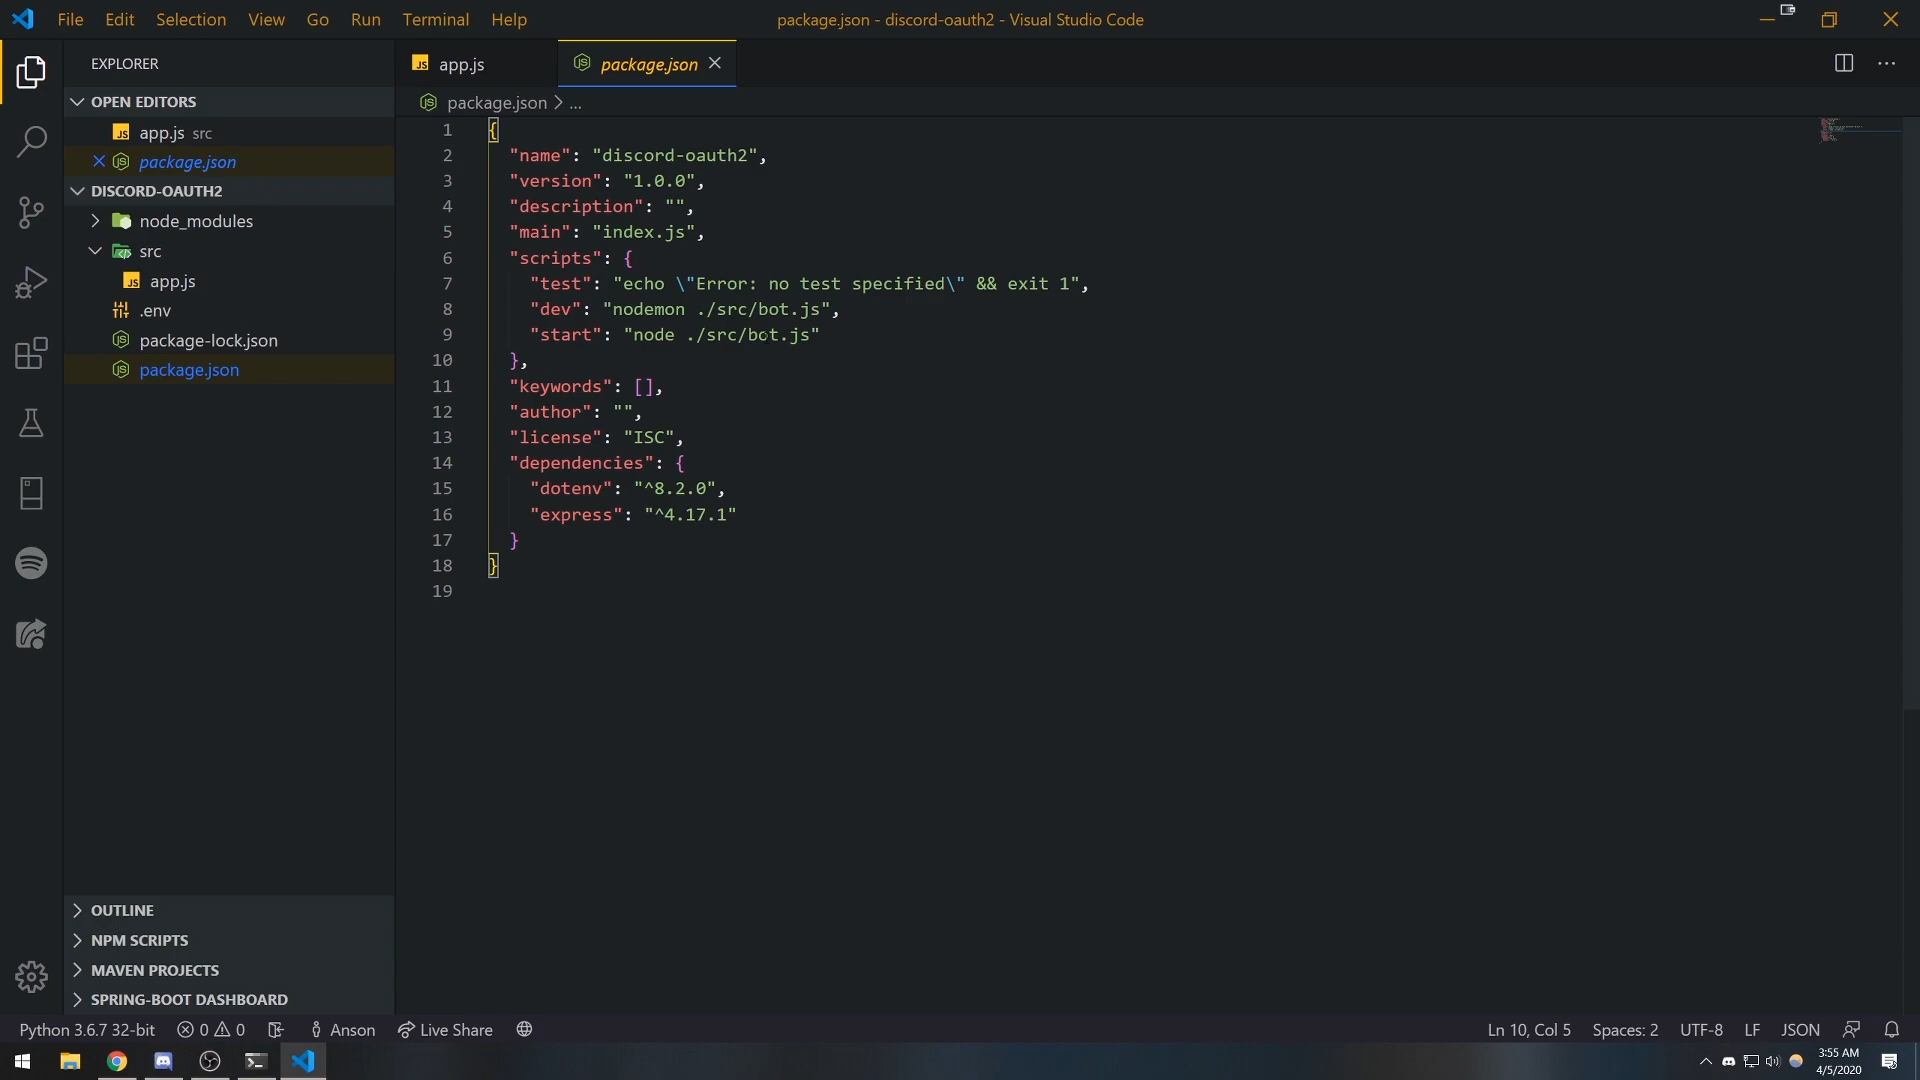 File Edit Selection View Go Run Terminal Help
package.json - discord-oauth2 - Visual Studio Code
EXPLORER
OPEN EDITORS
JS app.js src
package.json
DISCORD-OAUTH2
node_modules
src
JS app.js
.env
package-lock.json
package.json
OUTLINE
NPM SCRIPTS
MAVEN PROJECTS
SPRING-BOOT DASHBOARD
JS app.js
package.json
package.json > ...
1 {
2 "name": "discord-oauth2",
3 "version": "1.0.0",
4 "description": "",
5 "main": "index.js",
6 "scripts": {
7 "test": "echo \"Error: no test specified\" && exit 1",
8 "dev": "nodemon ./src/bot.js",
9 "start": "node ./src/bot.js"
10 },
11 "keywords": [],
12 "author": "",
13 "license": "ISC",
14 "dependencies": {
15 "dotenv": "^8.2.0",
16 "express": "^4.17.1"
17 }
18 }
19
Python 3.6.7 32-bit 0 0 Anson Live Share
Ln 10, Col 5 Spaces: 2 UTF-8 LF JSON
3:55 AM
4/5/2020